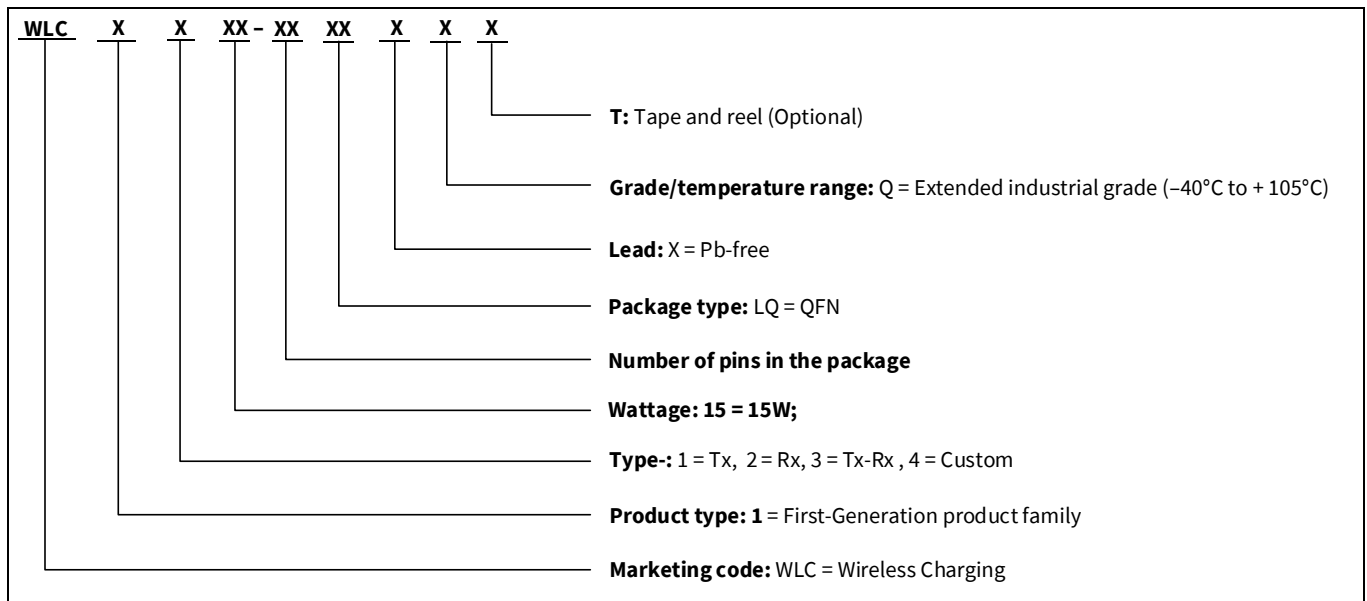 WLC X X XX – XX XX X X X
T: Tape and reel (Optional)
Grade/temperature range: Q = Extended industrial grade (–40°C to + 105°C)
Lead: X = Pb-free
Package type: LQ = QFN
Number of pins in the package
Wattage: 15 = 15W;
Type-: 1 = Tx, 2 = Rx, 3 = Tx-Rx , 4 = Custom
Product type: 1 = First-Generation product family
Marketing code: WLC = Wireless Charging